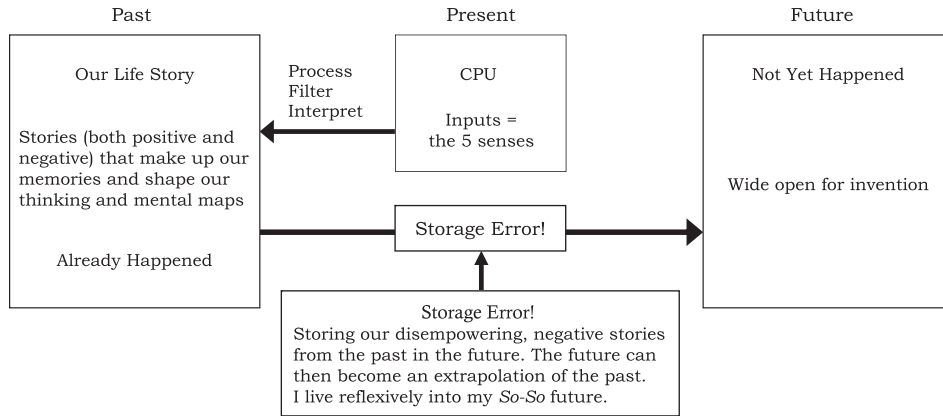 Past
Present
Future
Our Life Story
Stories (both positive and
negative) that make up our
memories and shape our
thinking and mental maps
Already Happened
Process
Filter
Interpret
CPU
Inputs =
the 5 senses
Not Yet Happened
Wide open for invention
Storage Error!
Storage Error!
Storing our disempowering, negative stories
from the past in the future. The future can
then become an extrapolation of the past.
I live reflexively into my So-So future.